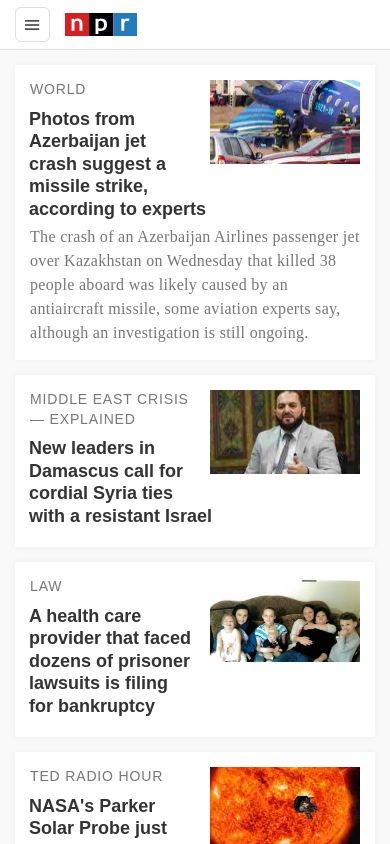 npr
WORLD
Photos from
Azerbaijan jet
crash suggest a
missile strike,
according to experts
The crash of an Azerbaijan Airlines passenger jet
over Kazakhstan on Wednesday that killed 38
people aboard was likely caused by an
antiaircraft missile, some aviation experts say,
although an investigation is still ongoing.
MIDDLE EAST CRISIS
— EXPLAINED
New leaders in
Damascus call for
cordial Syria ties
with a resistant Israel
LAW
A health care
provider that faced
dozens of prisoner
lawsuits is filing
for bankruptcy
TED RADIO HOUR
NASA's Parker
Solar Probe just